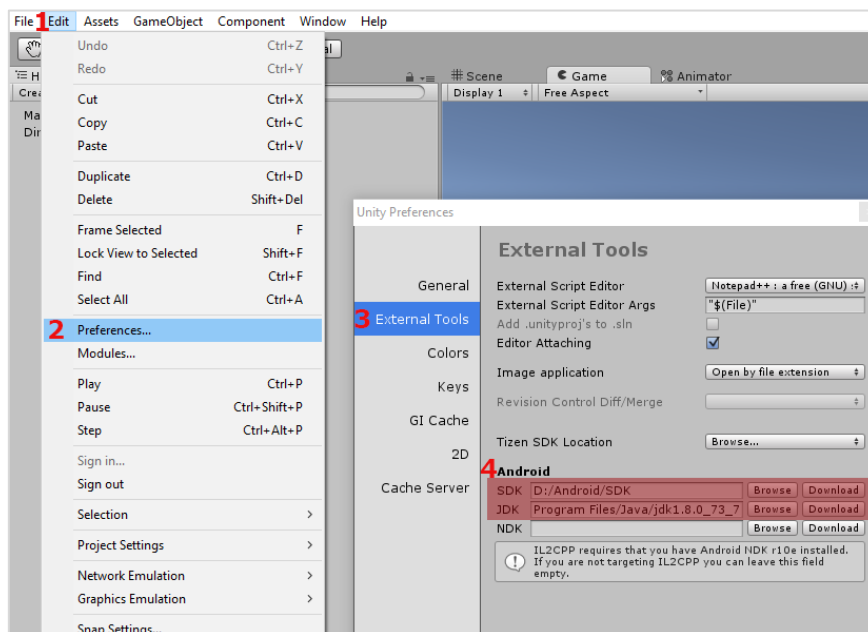 File 1 Edit Assets GameObject Component Window Help
Undo Ctrl+Z
Redo Ctrl+Y
Cut Ctrl+X
Copy Ctrl+C
Paste Ctrl+V
Duplicate Ctrl+D
Delete Shift+Del
Frame Selected F
Lock View to Selected Shift+F
Find Ctrl+F
Select All Ctrl+A
2 Preferences...
Modules...
Play Ctrl+P
Pause Ctrl+Shift+P
Step Ctrl+Alt+P
Sign in...
Sign out
Selection
Project Settings
Network Emulation
Graphics Emulation
Snap Settings...
Scene Game Animator
Display 1 Free Aspect
Unity Preferences
General
3 External Tools
Colors
Keys
GI Cache
2D
Cache Server
External Tools
External Script Editor Notepad++ : a free (GNU) :
External Script Editor Args "$(File)"
Add .unityproj's to .sln
Editor Attaching
Image application Open by file extension
Revision Control Diff/Merge
Tizen SDK Location Browse...
4 Android
SDK D:/Android/SDK Browse Download
JDK Program Files/Java/jdk1.8.0_73_7 Browse Download
NDK Browse Download
IL2CPP requires that you have Android NDK r10e installed.
If you are not targeting IL2CPP you can leave this field
empty.